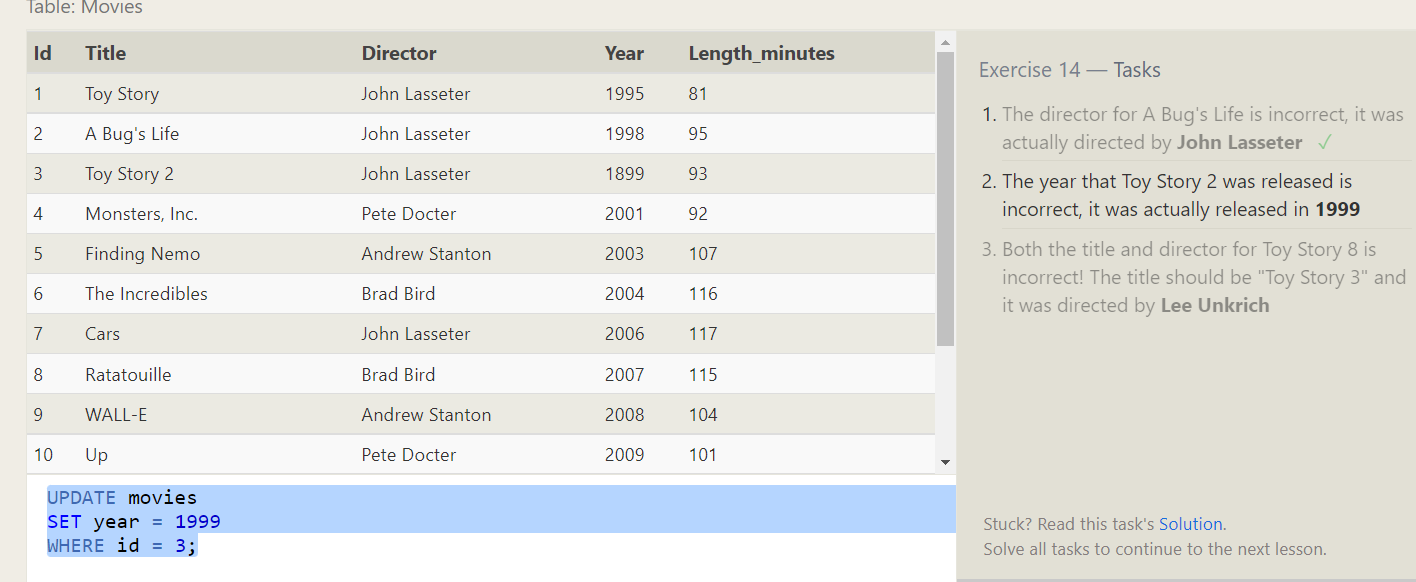 Table: Movies
Id Title Director Year Length_minutes
1 Toy Story John Lasseter 1995 81
2 A Bug's Life John Lasseter 1998 95
3 Toy Story 2 John Lasseter 1899 93
4 Monsters, Inc. Pete Docter 2001 92
5 Finding Nemo Andrew Stanton 2003 107
6 The Incredibles Brad Bird 2004 116
7 Cars John Lasseter 2006 117
8 Ratatouille Brad Bird 2007 115
9 WALL-E Andrew Stanton 2008 104
10 Up Pete Docter 2009 101
UPDATE movies
SET year = 1999
WHERE id = 3;
Exercise 14 — Tasks
1. The director for A Bug's Life is incorrect, it was
actually directed by John Lasseter ✓
2. The year that Toy Story 2 was released is
incorrect, it was actually released in 1999
3. Both the title and director for Toy Story 8 is
incorrect! The title should be "Toy Story 3" and
it was directed by Lee Unkrich
Stuck? Read this task's Solution.
Solve all tasks to continue to the next lesson.